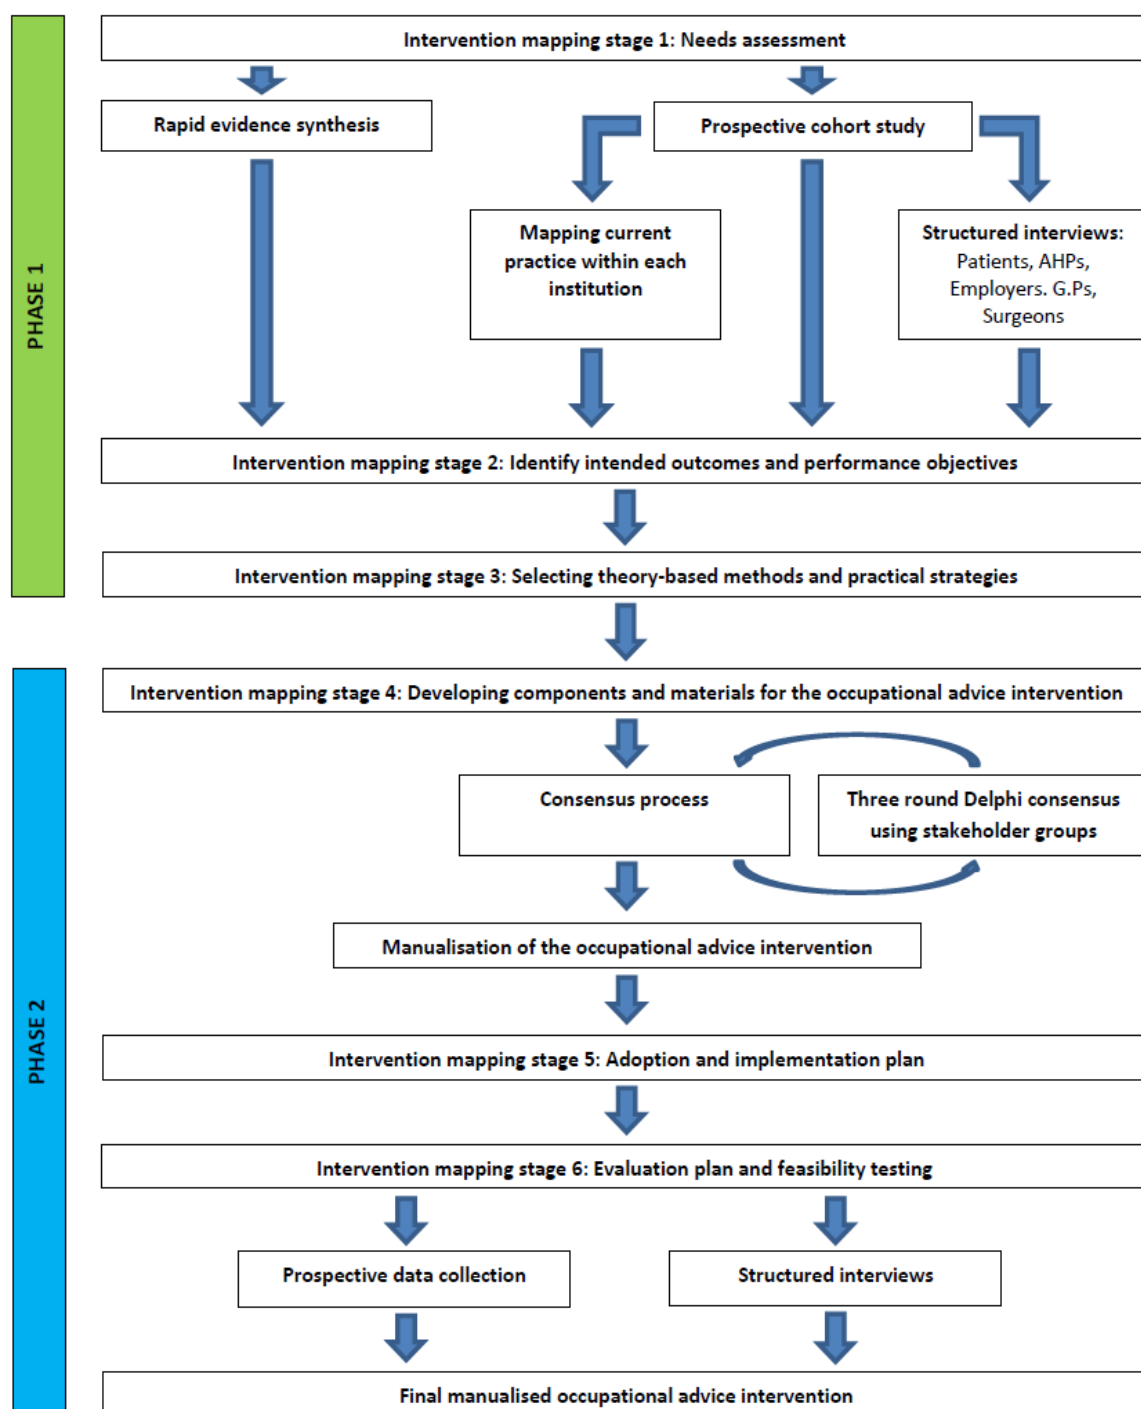 PHASE 1
Intervention mapping stage 1: Needs assessment
Rapid evidence synthesis
Prospective cohort study
Mapping current
practice within each
institution
Structured interviews:
Patients, AHPs,
Employers. G.Ps,
Surgeons
Intervention mapping stage 2: Identify intended outcomes and performance objectives
Intervention mapping stage 3: Selecting theory-based methods and practical strategies
PHASE 2
Intervention mapping stage 4: Developing components and materials for the occupational advice intervention
Consensus process
Three round Delphi consensus
using stakeholder groups
Manualisation of the occupational advice intervention
Intervention mapping stage 5: Adoption and implementation plan
Intervention mapping stage 6: Evaluation plan and feasibility testing
Prospective data collection
Structured interviews
Final manualised occupational advice intervention